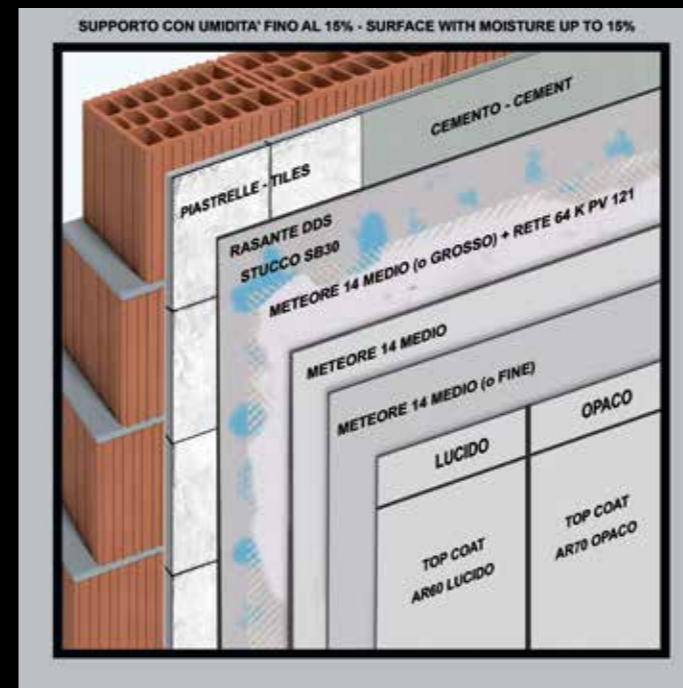 SUPPORTO CON UMIDITA' FINO AL 15% - SURFACE WITH MOISTURE UP TO 15%
CEMENTO - CEMENT
PIASTRELLE - TILES
RASANTE DDS
STUCCO SB30
METEORE 14 MEDIO (o GROSSO) + RETE 64 K PV 121
METEORE 14 MEDIO
METEORE 14 MEDIO (o FINE)
LUCIDO
OPACO
TOP COAT
AR60 LUCIDO
TOP COAT
AR70 OPACO